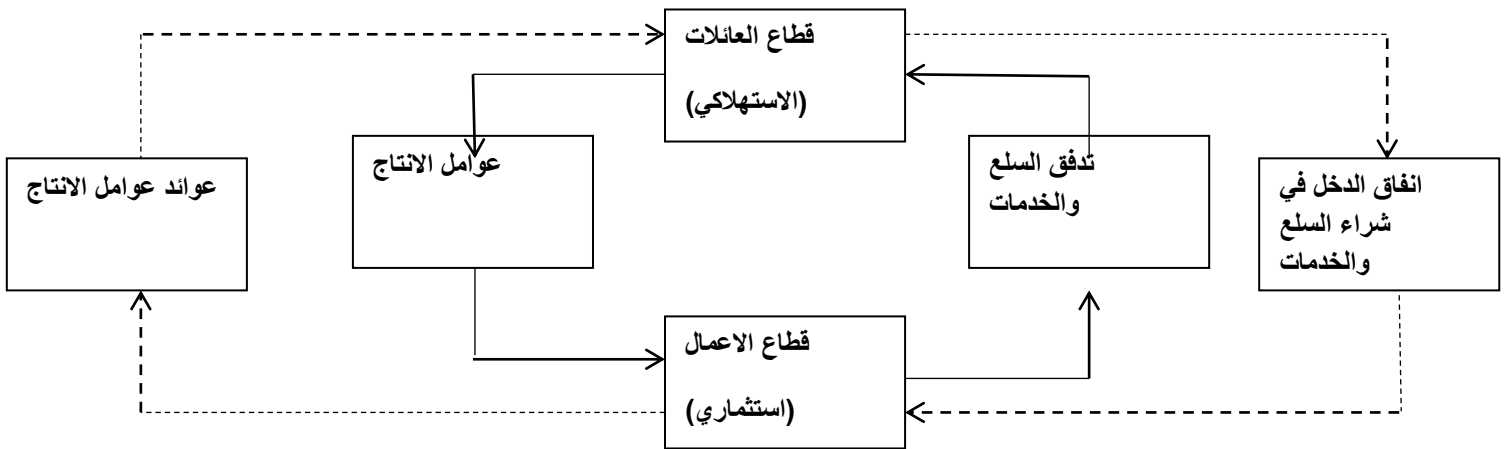 قطاع العائلات
(الاستهلاكي)
انفاق الدخل في
شراء السلع
والخدمات
تدفق السلع
والخدمات
عوامل الانتاج
عوائد عوامل الانتاج
قطاع الاعمال
(استثماري)